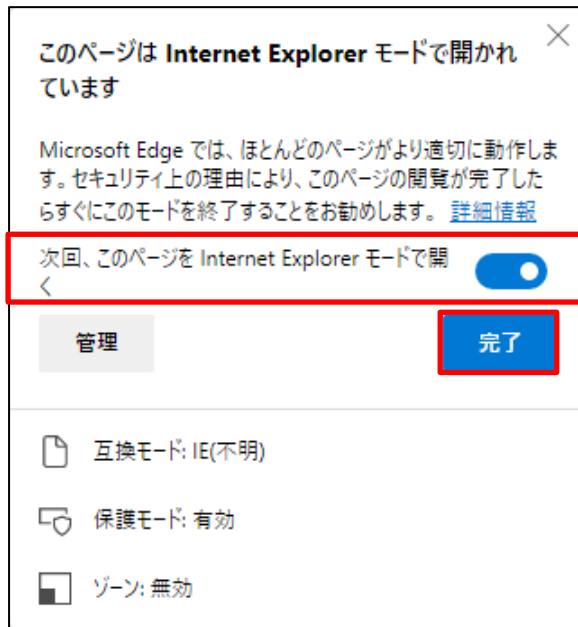 このページは Internet Explorer モードで開かれ
ています
Microsoft Edge では、ほとんどのページがより適切に動作しま
す。セキュリティ上の理由により、このページの閲覧が完了した
らすぐにこのモードを終了することをお勧めします。 詳細情報
次回、このページを Internet Explorer モードで開
く
管理
完了
互換モード: IE(不明)
保護モード: 有効
ゾーン: 無効